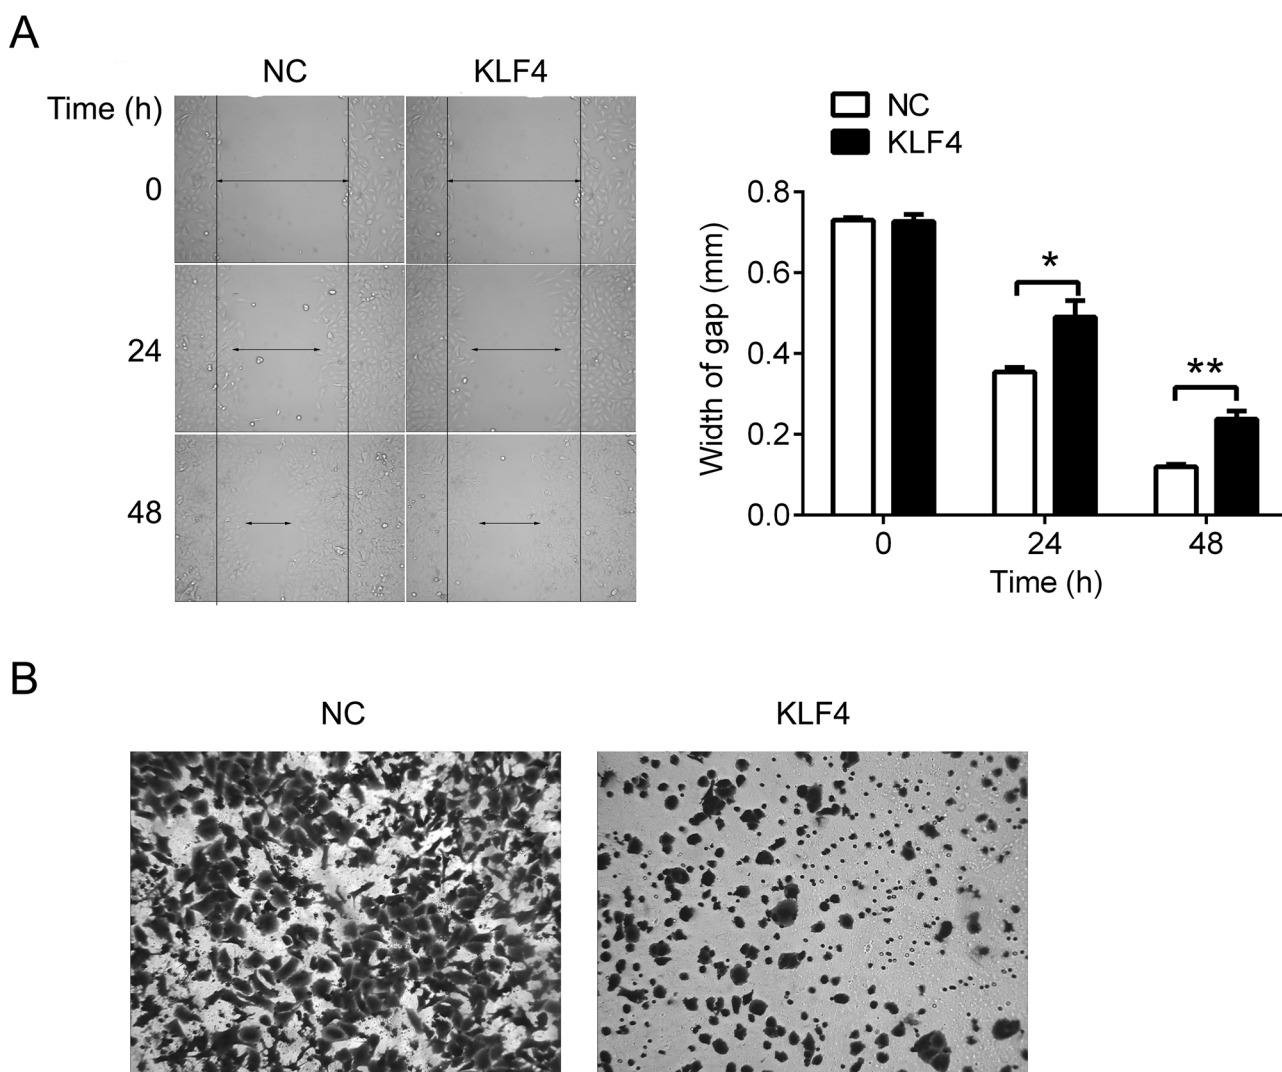 A
NC KLF4
Time (h)
0
24
48
NC
KLF4
Width of gap (mm)
0.8
0.6
0.4
0.2
0.0
*
**
0 24 48
Time (h)
B
NC KLF4